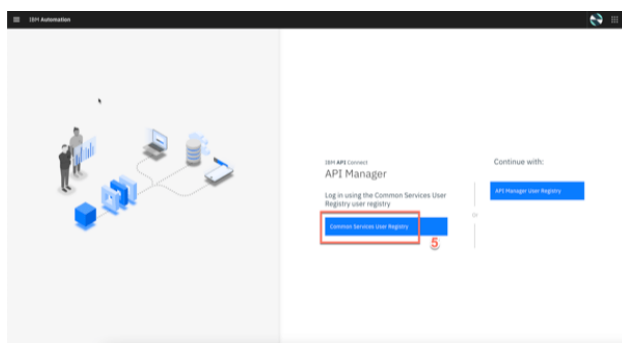 IBM Automation
IBM API Connect
API Manager
Log in using the Common Services User
Registry user registry
Common Services User Registry
5
or
Continue with:
API Manager User Registry